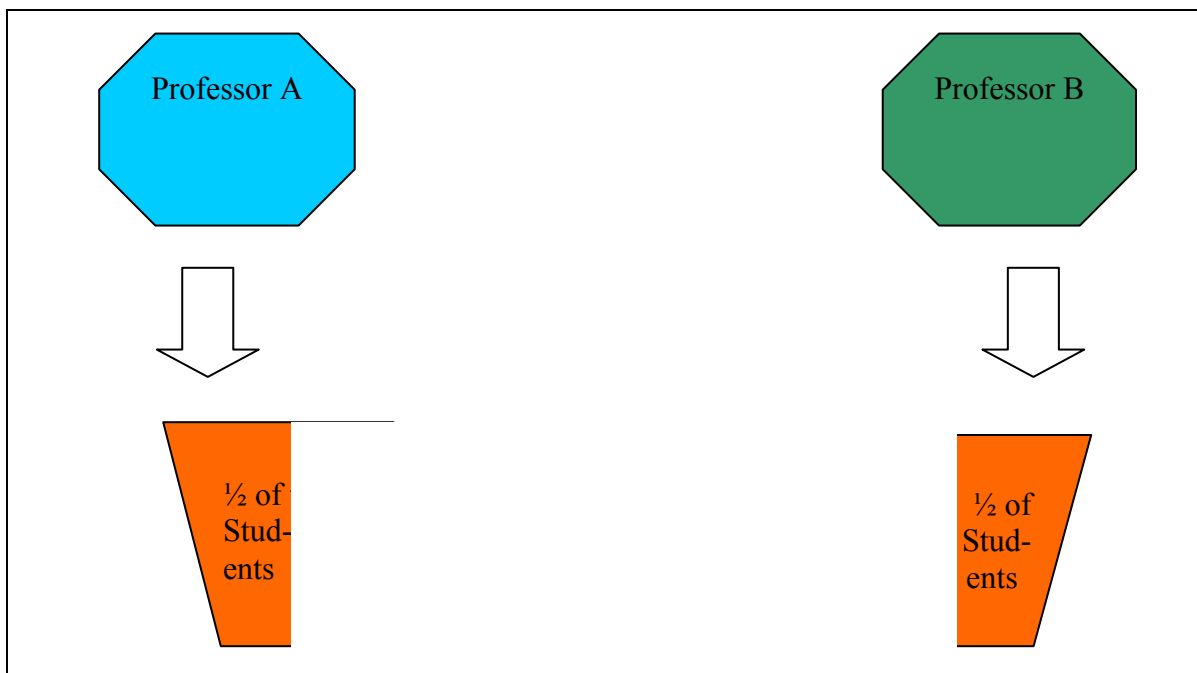 Professor A
Professor B
½ of
Stud-
ents
½ of
Stud-
ents